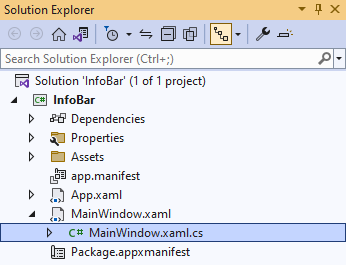 Solution Explorer
Search Solution Explorer (Ctrl+;)
Solution 'InfoBar' (1 of 1 project)
C# InfoBar
Dependencies
Properties
Assets
app.manifest
App.xaml
MainWindow.xaml
C# MainWindow.xaml.cs
Package.appxmanifest